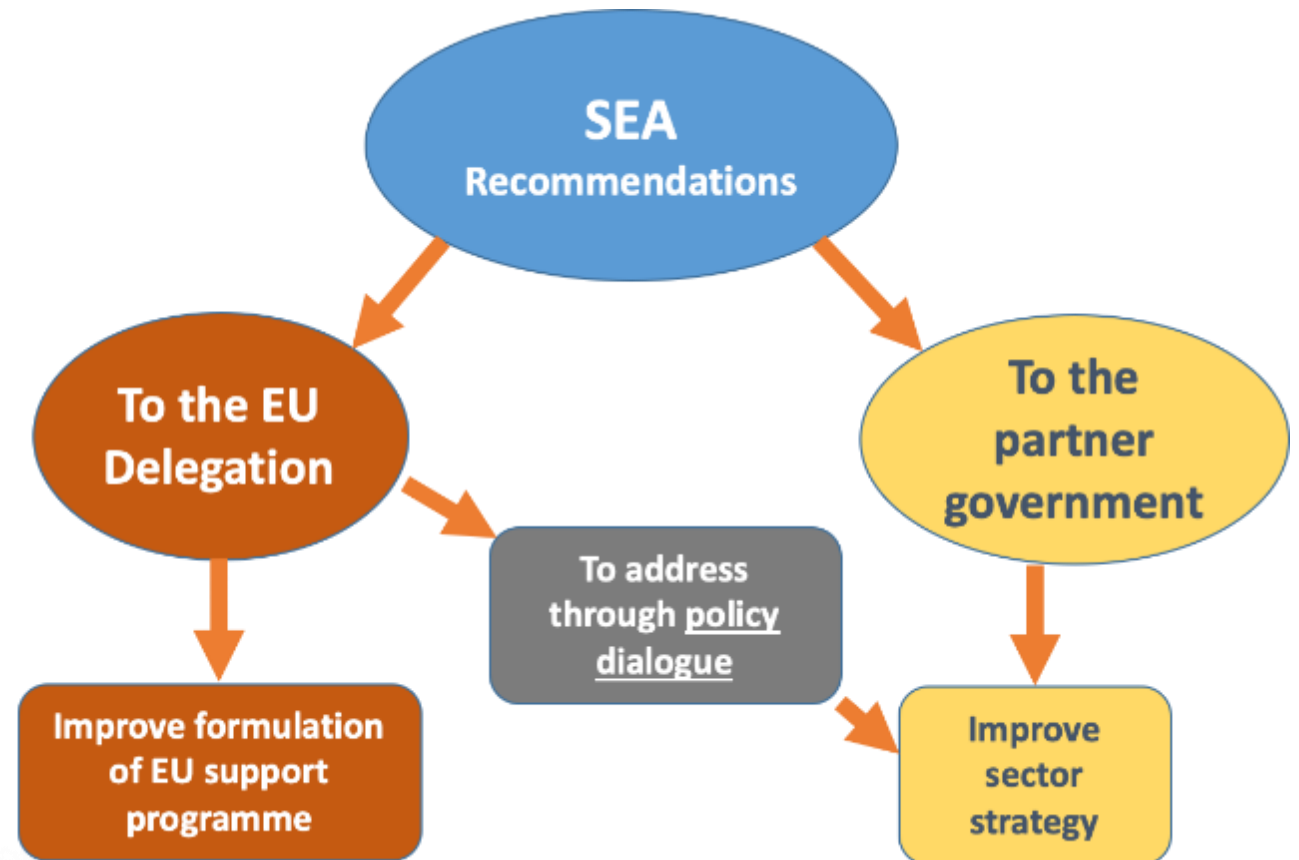 SEA
Recommendations
To the EU
Delegation
To the
partner
government
To address
through policy
dialogue
Improve formulation
of EU support
programme
Improve
sector
strategy